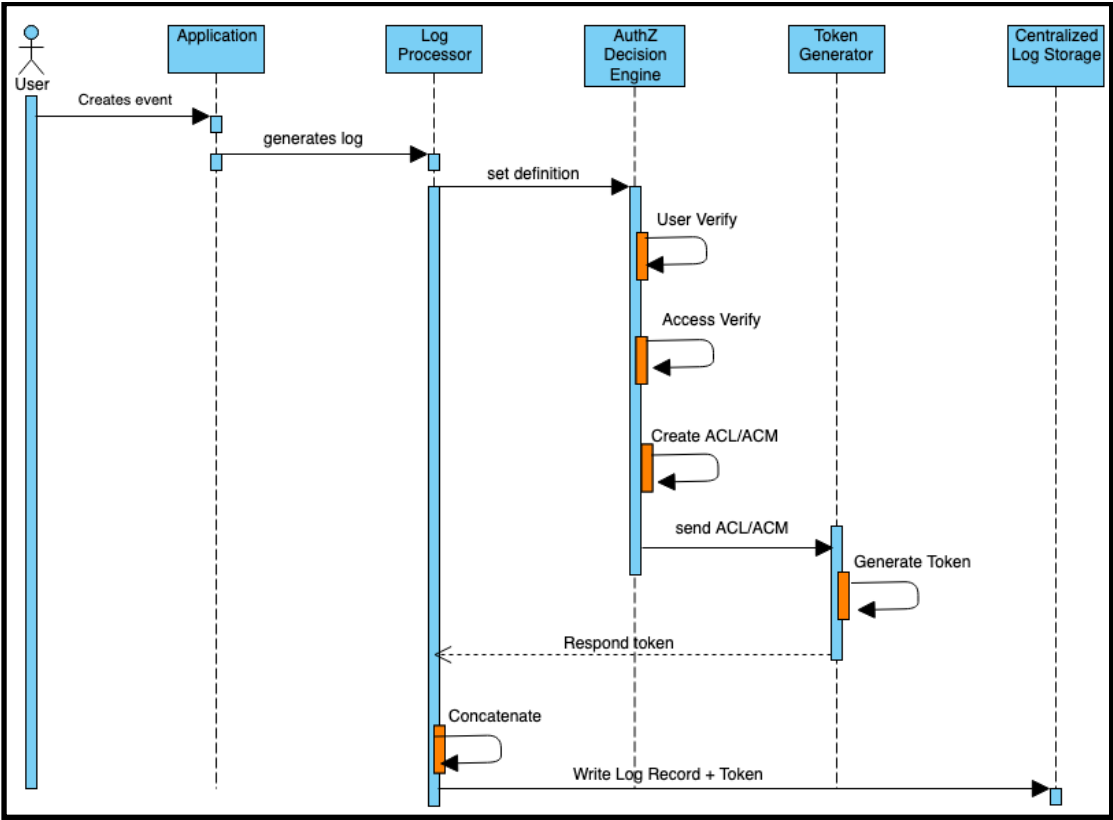 User
Application
Log
Processor
AuthZ
Decision
Engine
Token
Generator
Centralized
Log Storage
Creates event
generates log
set definition
User Verify
Access Verify
Create ACL/ACM
send ACL/ACM
Generate Token
Respond token
Concatenate
Write Log Record + Token